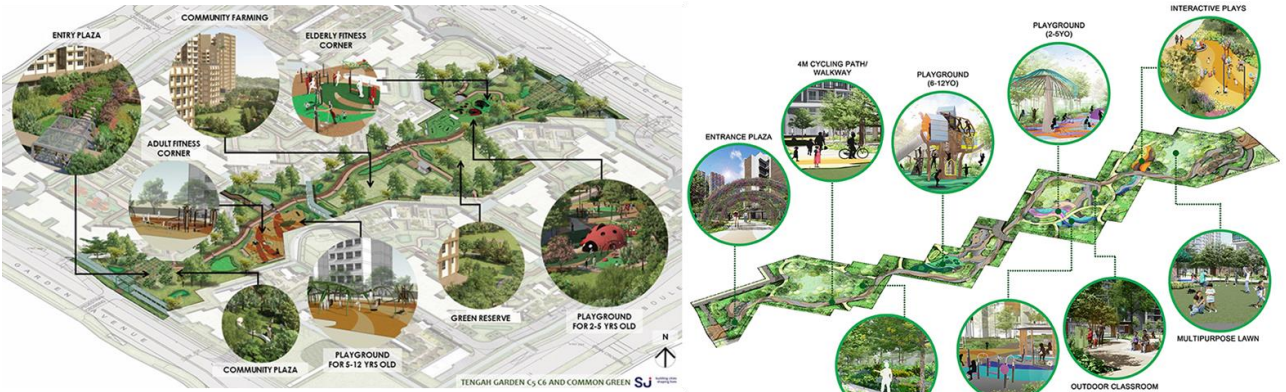 COMMUNITY FARMING
ENTRY PLAZA
ELDERLY FITNESS
CORNER
ADULT FITNESS
CORNER
GREEN RESERVE
PLAYGROUND
FOR 2-5 YRS OLD
PLAYGROUND
FOR 5-12 YRS OLD
COMMUNITY PLAZA
GARDEN
AVENUE
N
TENGAH GARDEN C5 C6 AND COMMON GREEN
SJ
INTERACTIVE PLAYS
PLAYGROUND
(2-5YO)
4M CYCLING PATH/
WALKWAY
PLAYGROUND
(6-12YO)
ENTRANCE PLAZA
MULTIPURPOSE LAWN
OUTDOOR CLASSROOM